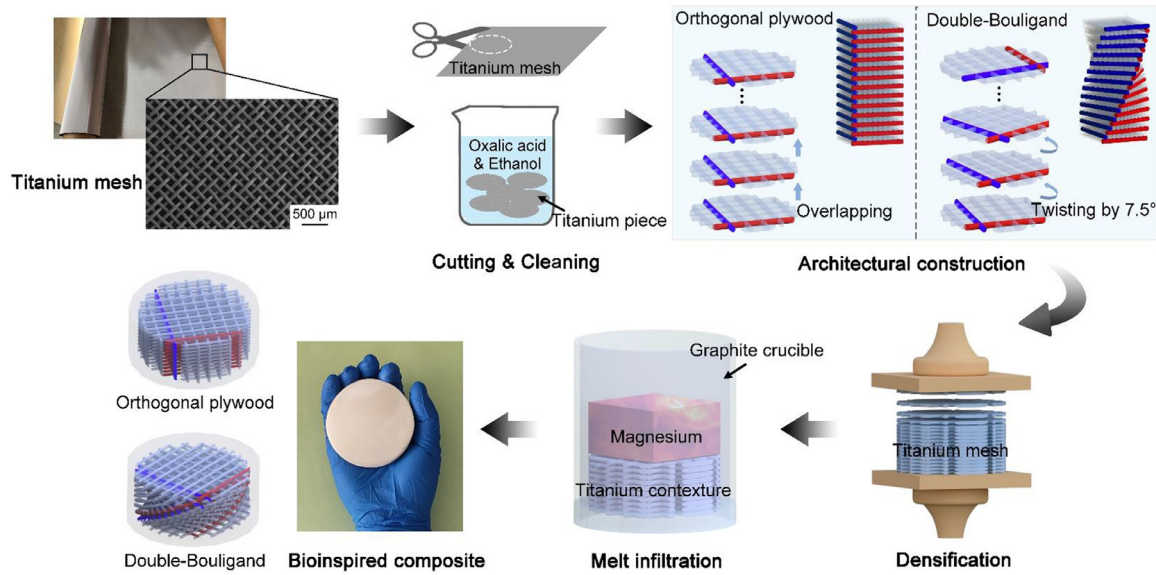 Titanium mesh
500 μm
Titanium mesh
Oxalic acid
& Ethanol
Titanium piece
Cutting & Cleaning
Orthogonal plywood
Overlapping
Double-Bouligand
Twisting by 7.5°
Architectural construction
Orthogonal plywood
Double-Bouligand
Bioinspired composite
Graphite crucible
Magnesium
Titanium contexture
Melt infiltration
Titanium mesh
Densification